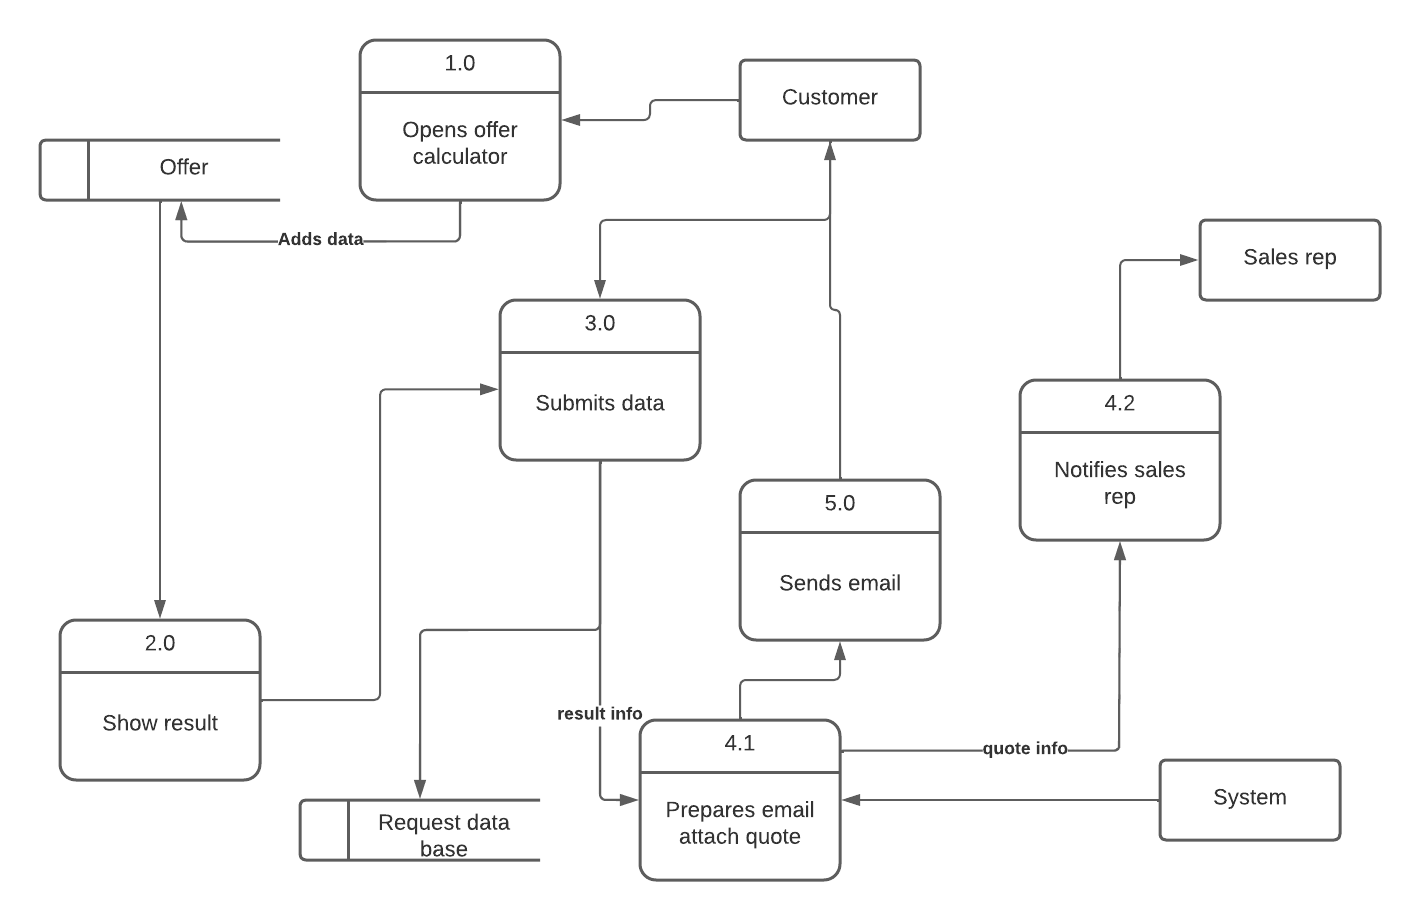 1.0
Opens offer
calculator
Customer
Offer
Adds data
Sales rep
3.0
Submits data
4.2
Notifies sales
rep
5.0
Sends email
2.0
Show result
result info
4.1
Prepares email
attach quote
quote info
System
Request data
base